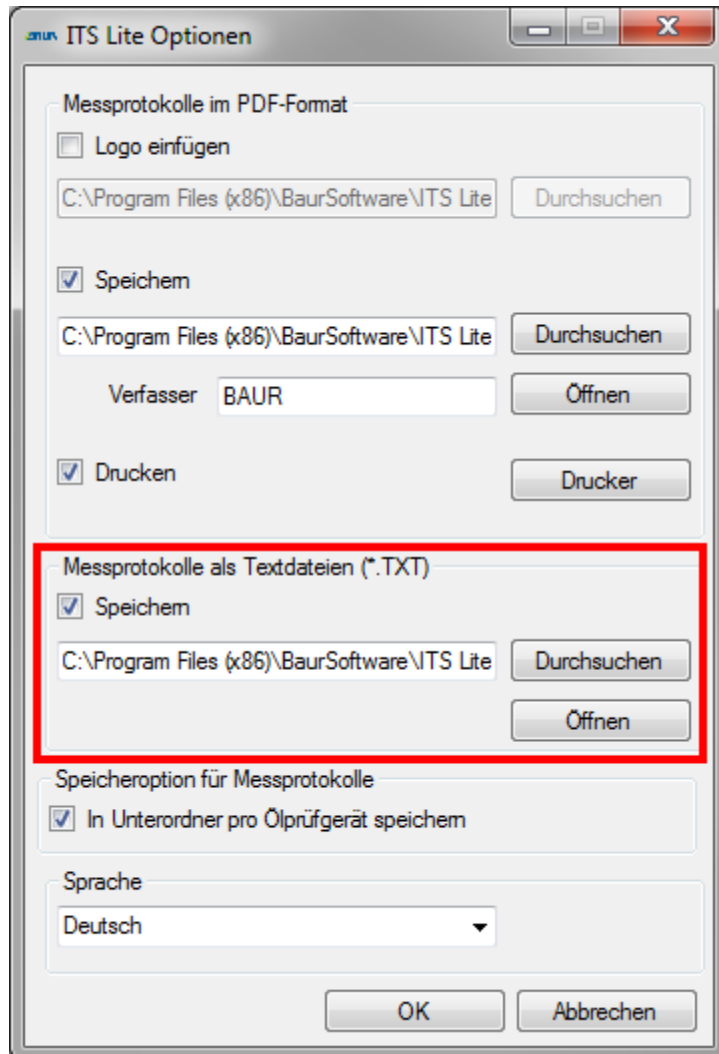 BAUR ITS Lite Optionen
Messprotokolle im PDF-Format
Logo einfügen
C:\Program Files (x86)\BaurSoftware\ITS Lite Durchsuchen
Speichern
C:\Program Files (x86)\BaurSoftware\ITS Lite Durchsuchen
Verfasser BAUR Öffnen
Drucken Drucker
Messprotokolle als Textdateien (*.TXT)
Speichern
C:\Program Files (x86)\BaurSoftware\ITS Lite Durchsuchen
Öffnen
Speicheroption für Messprotokolle
In Unterordner pro Ölprüfgerät speichern
Sprache
Deutsch
OK Abbrechen